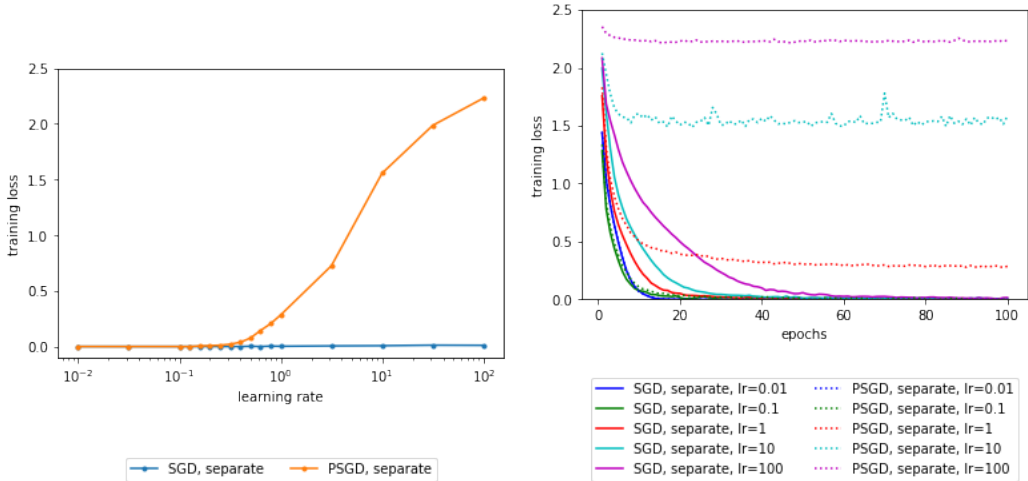 2.5
2.0
1.5
1.0
0.5
0.0
training loss
10⁻² 10⁻¹ 10⁰ 10¹ 10²
learning rate
SGD, separate PSGD, separate
2.5
2.0
1.5
1.0
0.5
0.0
training loss
0 20 40 60 80 100
epochs
SGD, separate, lr=0.01 PSGD, separate, lr=0.01
SGD, separate, lr=0.1 PSGD, separate, lr=0.1
SGD, separate, lr=1 PSGD, separate, lr=1
SGD, separate, lr=10 PSGD, separate, lr=10
SGD, separate, lr=100 PSGD, separate, lr=100